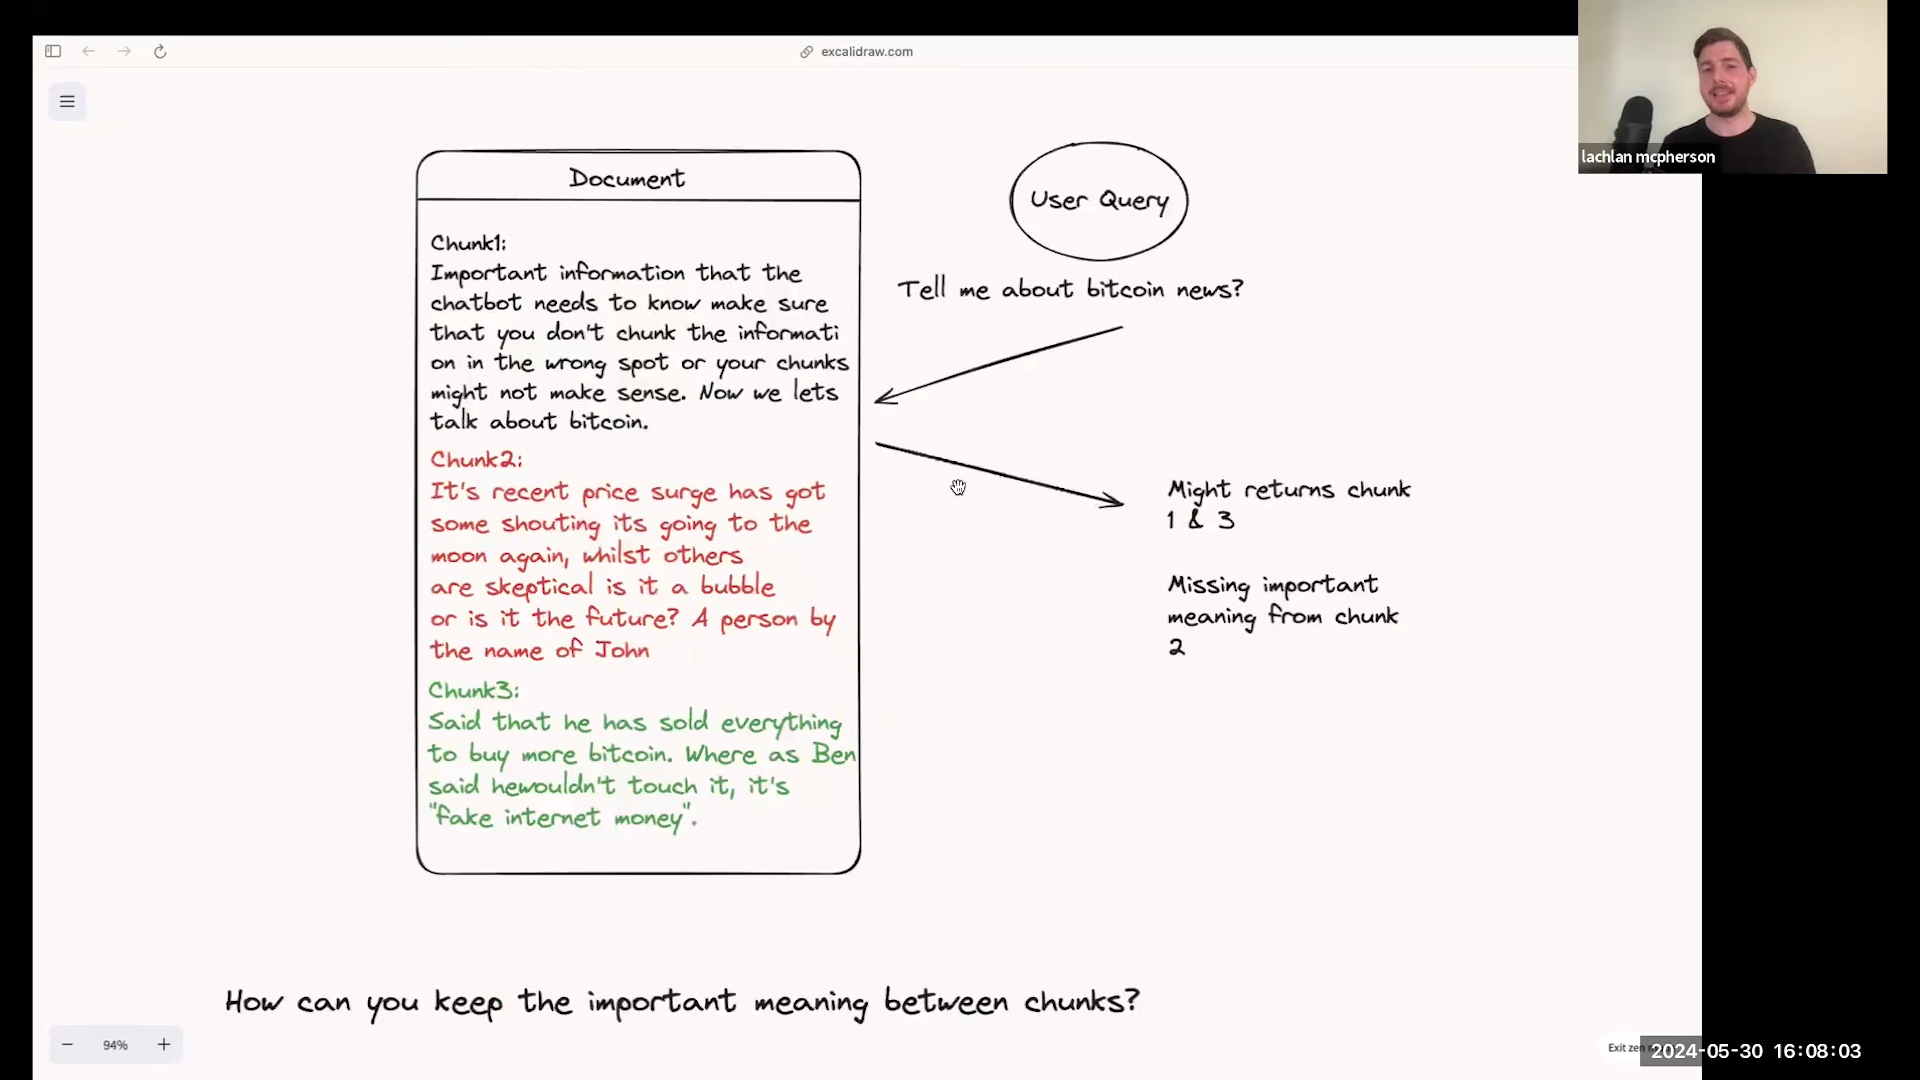 excalidraw.com
lachlan mcpherson
Document
Chunk1:
Important information that the
chatbot needs to know make sure
that you don't chunk the informati
on in the wrong spot or your chunks
might not make sense. Now we lets
talk about bitcoin.
Chunk2:
It's recent price surge has got
some shouting its going to the
moon again, whilst others
are skeptical is it a bubble
or is it the future? A person by
the name of John
Chunk3:
Said that he has sold everything
to buy more bitcoin. Where as Ben
said hewouldn't touch it, it's
"fake internet money".
User Query
Tell me about bitcoin news?
Might returns chunk
1 & 3
Missing important
meaning from chunk
2
How can you keep the important meaning between chunks?
94%
Exit zen
2024-05-30 16:08:03